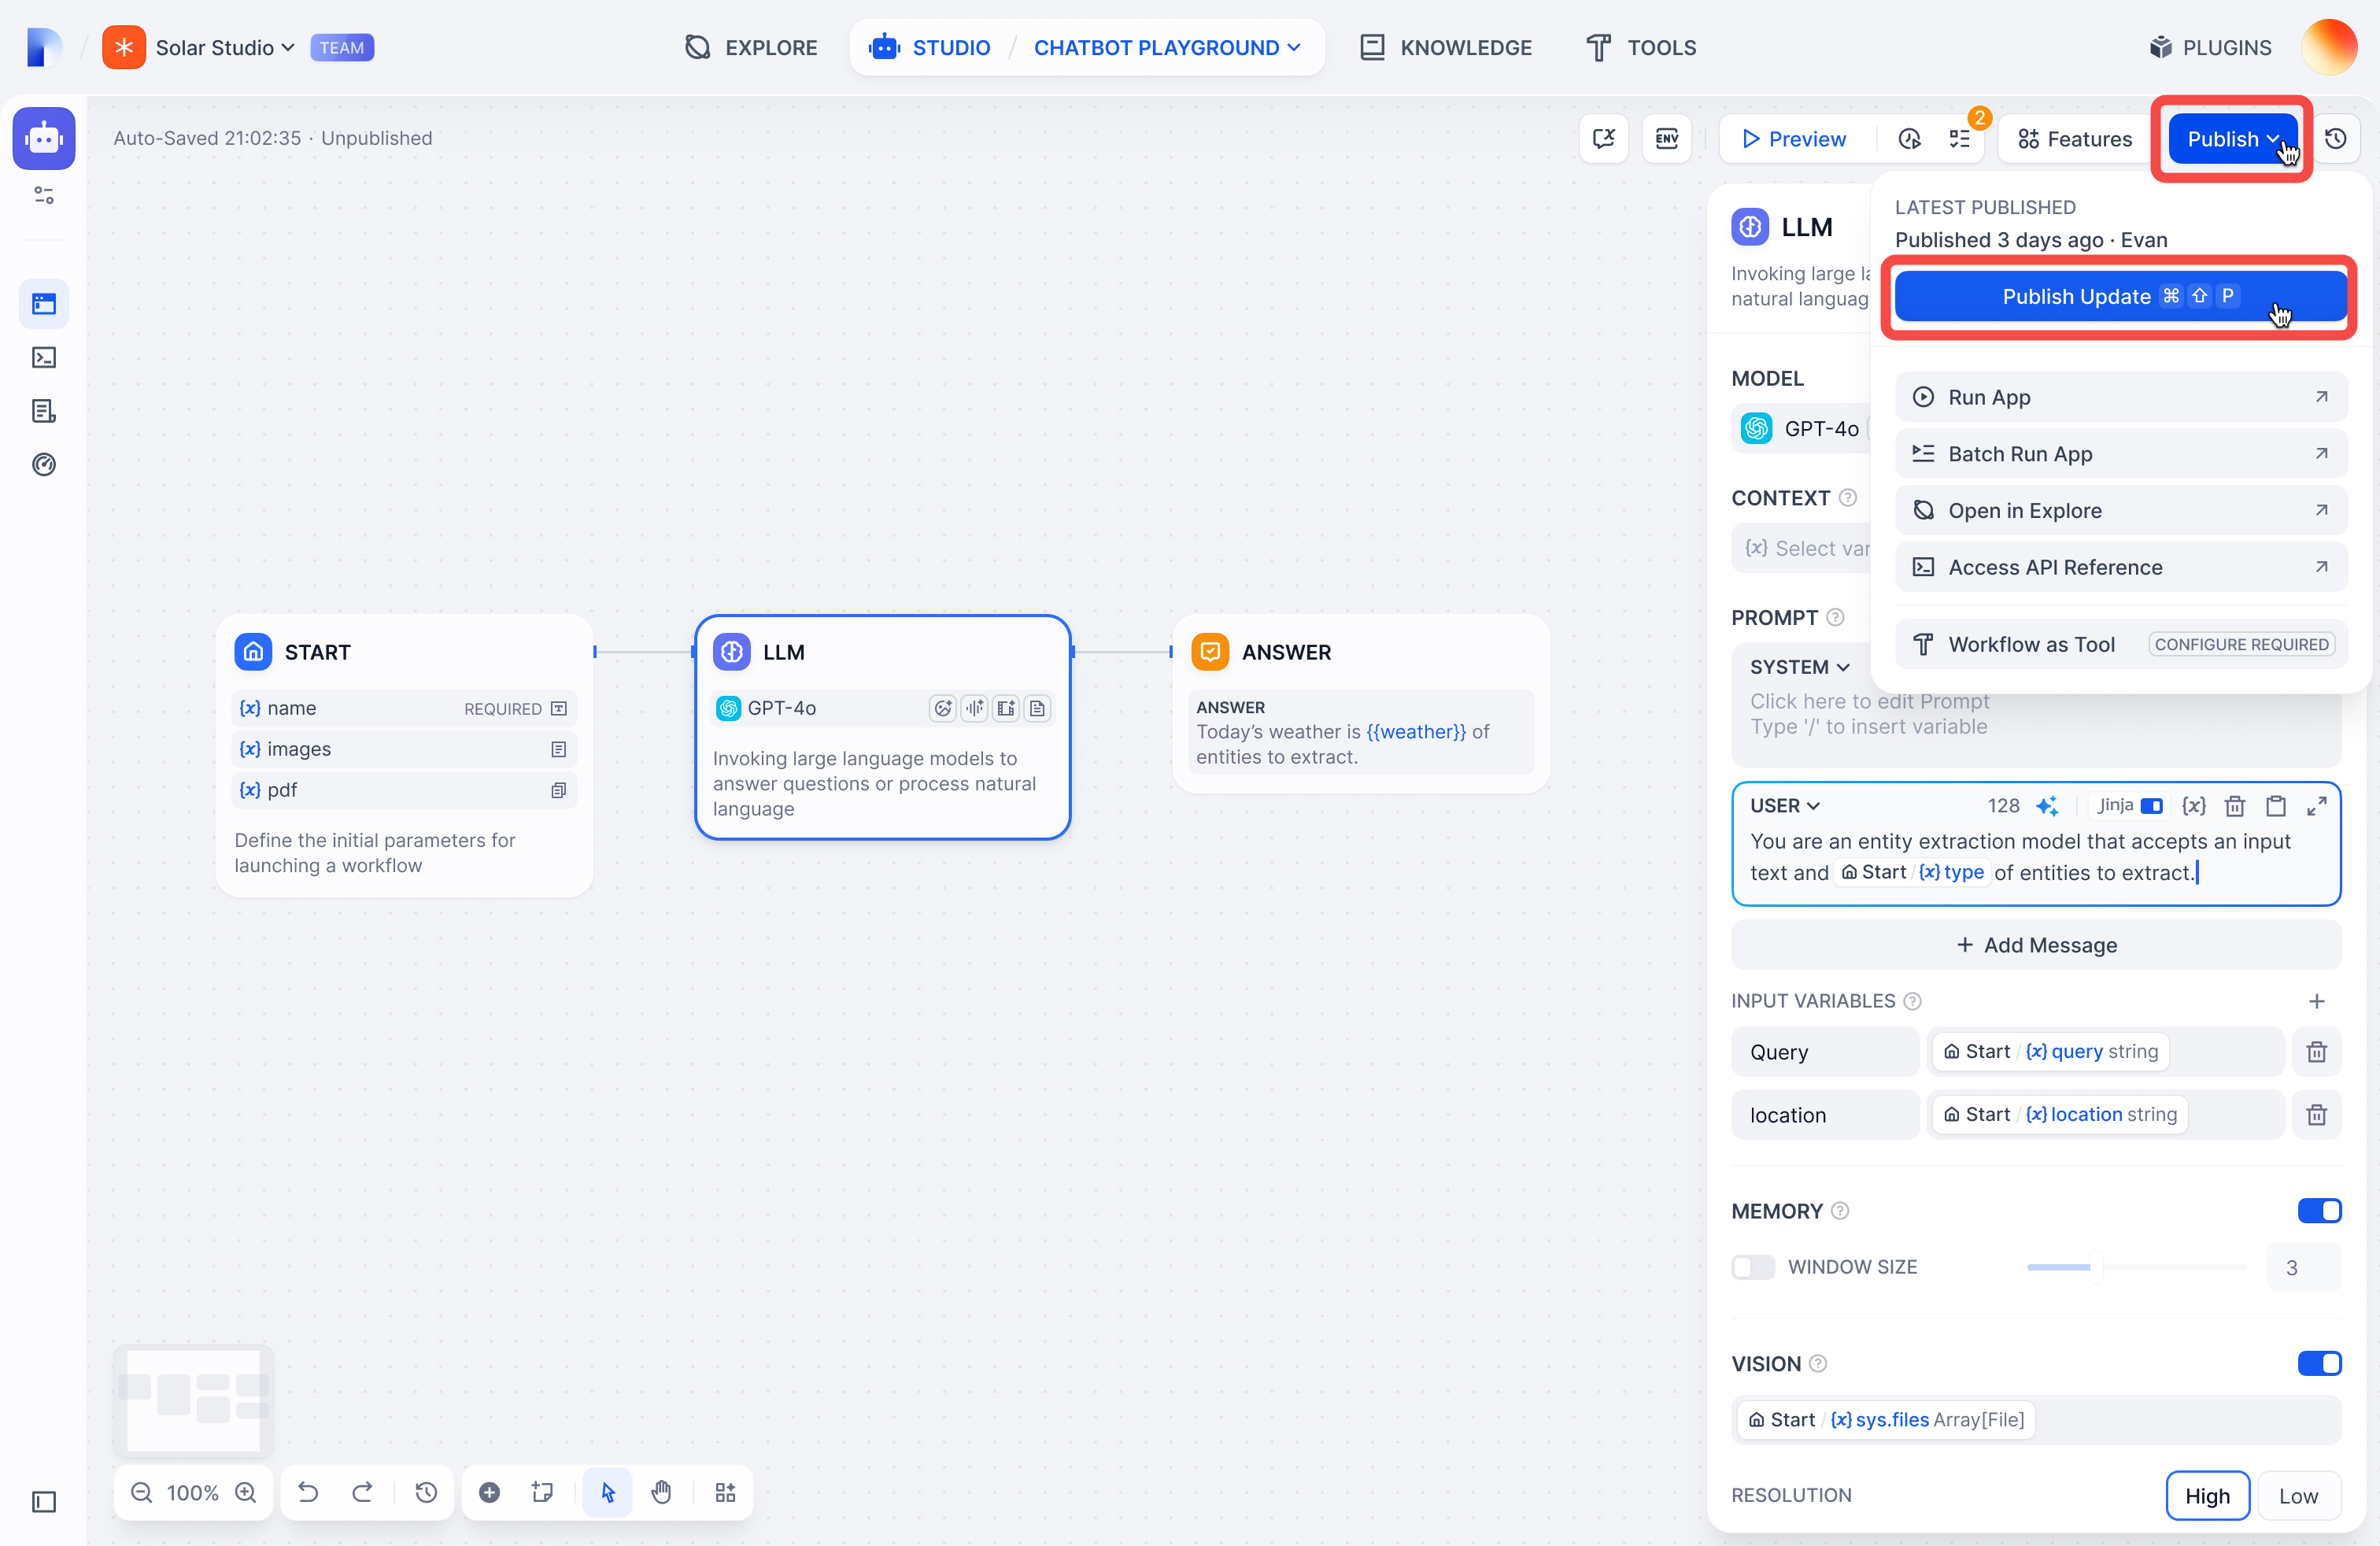 Solar Studio TEAM
EXPLORE
STUDIO / CHATBOT PLAYGROUND
KNOWLEDGE
TOOLS
PLUGINS
Auto-Saved 21:02:35 · Unpublished
ENV
Preview
2
Features
Publish
LATEST PUBLISHED
Published 3 days ago · Evan
Publish Update ⌘ ⇧ P
Run App
Batch Run App
Open in Explore
Access API Reference
Workflow as Tool CONFIGURE REQUIRED
START
{x} name REQUIRED
{x} images
{x} pdf
Define the initial parameters for
launching a workflow
LLM
GPT-4o
Invoking large language models to
answer questions or process natural
language
ANSWER
ANSWER
Today's weather is {{weather}} of
entities to extract.
LLM
Invoking large
natural languag
MODEL
GPT-4o
CONTEXT
{x} Select var
PROMPT
SYSTEM
Click here to edit Prompt
Type '/' to insert variable
USER 128 Jinja {x}
You are an entity extraction model that accepts an input
text and Start / {x} type of entities to extract.
+ Add Message
INPUT VARIABLES
Query Start / {x} query string
location Start / {x} location string
MEMORY
WINDOW SIZE 3
VISION
Start / {x} sys.files Array[File]
RESOLUTION High Low
100%